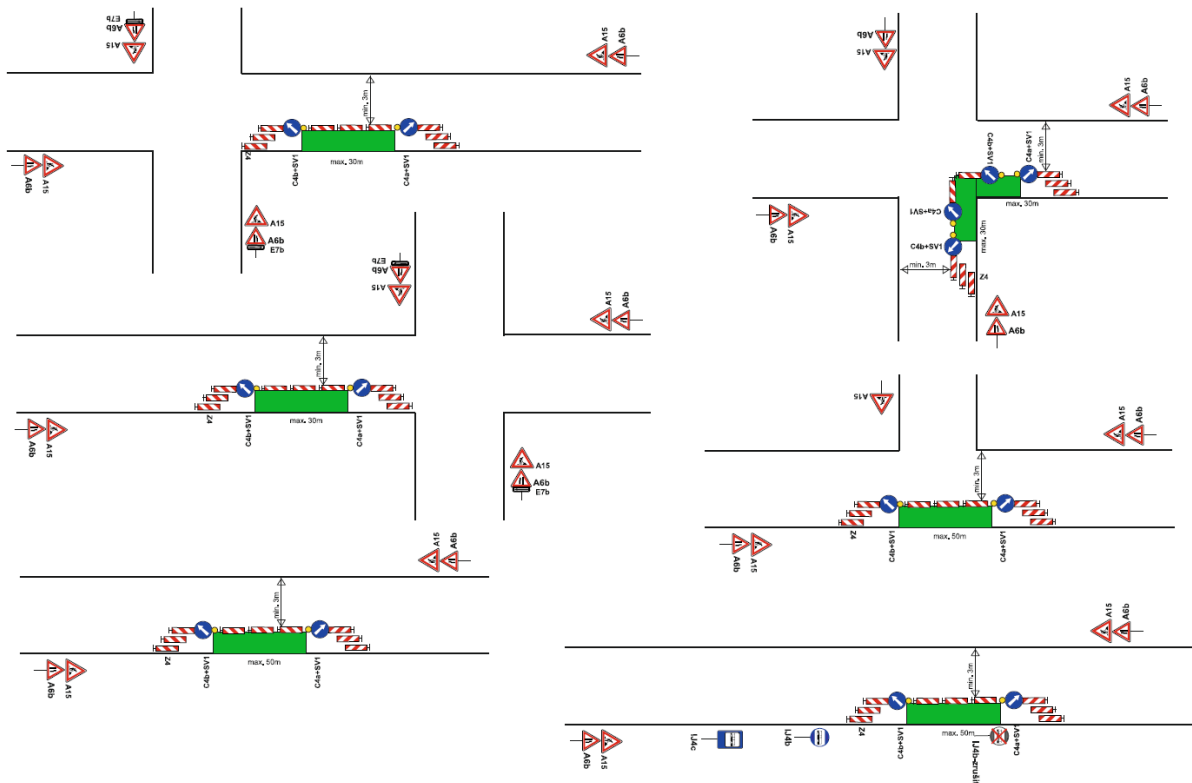 E7b
A6b
A15
A15
A6b
min. 3m
Z4
C4b+SV1
max. 30m
C4a+SV1
A6b
A15
A15
A6b
E7b
E7b
A6b
A15
A15
A6b
min. 3m
Z4
C4b+SV1
max. 30m
C4a+SV1
A6b
A15
A15
A6b
E7b
A15
A6b
min. 3m
Z4
C4b+SV1
max. 50m
C4a+SV1
A6b
A15
A6b
A15
A15
A6b
C4b+SV1
C4a+SV1
min. 3m
max. 30m
A6b
A15
C4a+SV1
C4b+SV1
max. 30m
min. 3m
Z4
A15
A6b
A15
A15
A6b
min. 3m
Z4
C4b+SV1
max. 50m
C4a+SV1
A6b
A15
A15
A6b
min. 3m
IJ4c
IJ4b
Z4
C4b+SV1
max. 50m
C4a+SV1
A6b
A15